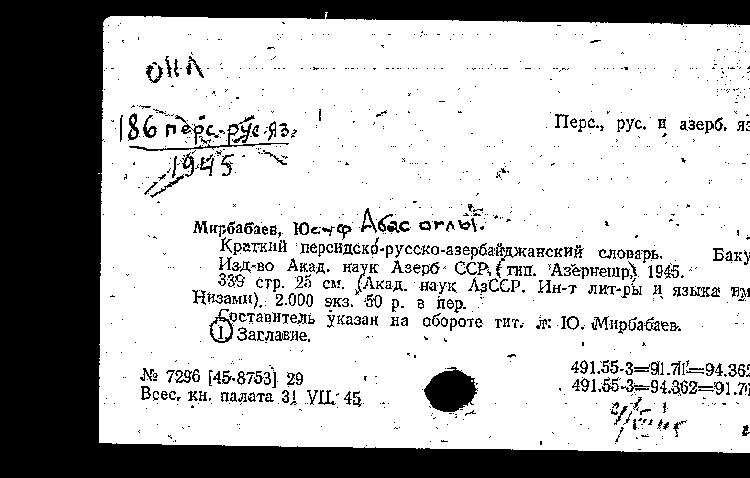 ОНЛ
186 перс.-рус яз.
1945
Перс., рус. и азерб. яз
Мирбабаев, Юсуф Абас оглы.
Краткий персидско-русско-азербайджанский словарь. Баку
Изд-во Акад. наук Азерб ССР, (тип. Азернешр) 1945.
339 стр. 25 см. (Акад. наук АзССР. Ин-т лит-ры и языка им
Низами). 2.000 экз. 50 р. в пер.
Составитель указан на обороте тит. л: Ю. Мирбабаев.
I Заглавие.
№ 7296 [45-8753] 29
Всес. кн. палата 31 VII. 45
491.55-3=91.71=94.362
491.55-3=94.362=91.71